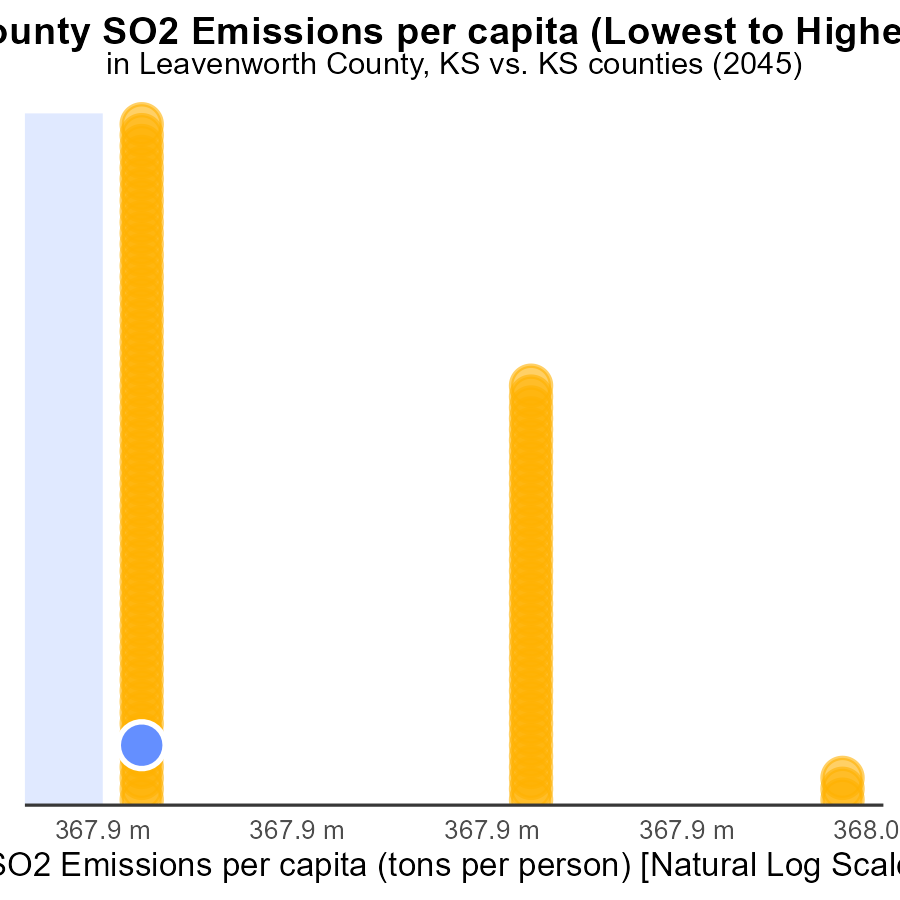 ounty SO2 Emissions per capita (Lowest to Highe
in Leavenworth County, KS vs. KS counties (2045)
367.9 m 367.9 m 367.9 m 367.9 m 368.0
SO2 Emissions per capita (tons per person) [Natural Log Scale